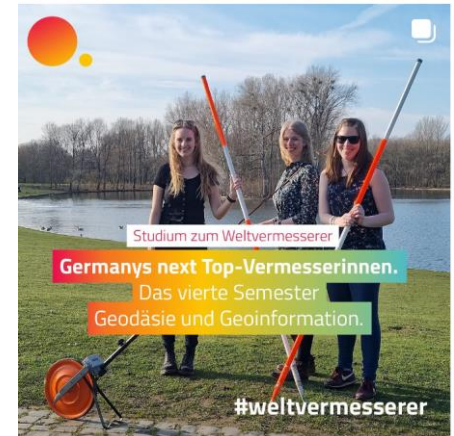 Studium zum Weltvermesserer
Germanys next Top-Vermesserinnen.
Das vierte Semester
Geodäsie und Geoinformation.
#weltvermesserer